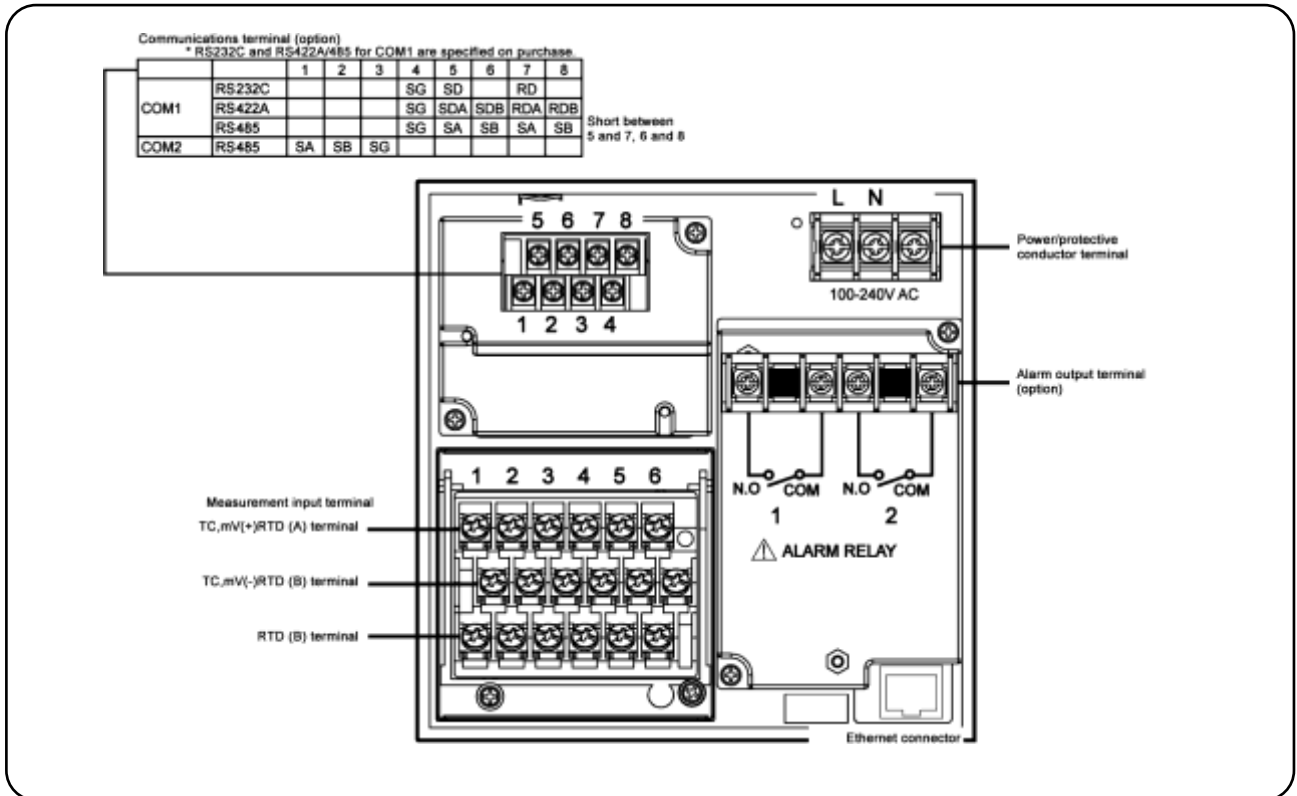 Communications terminal (option)
* RS232C and RS422A/485 for COM1 are specified on purchase.
1 2 3 4 5 6 7 8
COM1 RS232C SG SD RD
RS422A SG SDA SDB RDA RDB
RS485 SG SA SB SA SB
COM2 RS485 SA SB SG
Short between
5 and 7, 6 and 8
5 6 7 8
1 2 3 4
L N
100-240V AC
Power/protective
conductor terminal
Alarm output terminal
(option)
N.O COM N.O COM
1 2
⚠ ALARM RELAY
1 2 3 4 5 6
Measurement input terminal
TC,mV(+)RTD (A) terminal
TC,mV(-)RTD (B) terminal
RTD (B) terminal
Ethernet connector